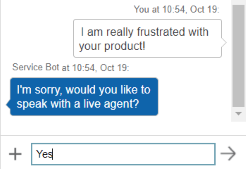 You at 10:54, Oct 19:
I am really frustrated with
your product!
Service Bot at 10:54, Oct 19:
I'm sorry, would you like to
speak with a live agent?
Yes